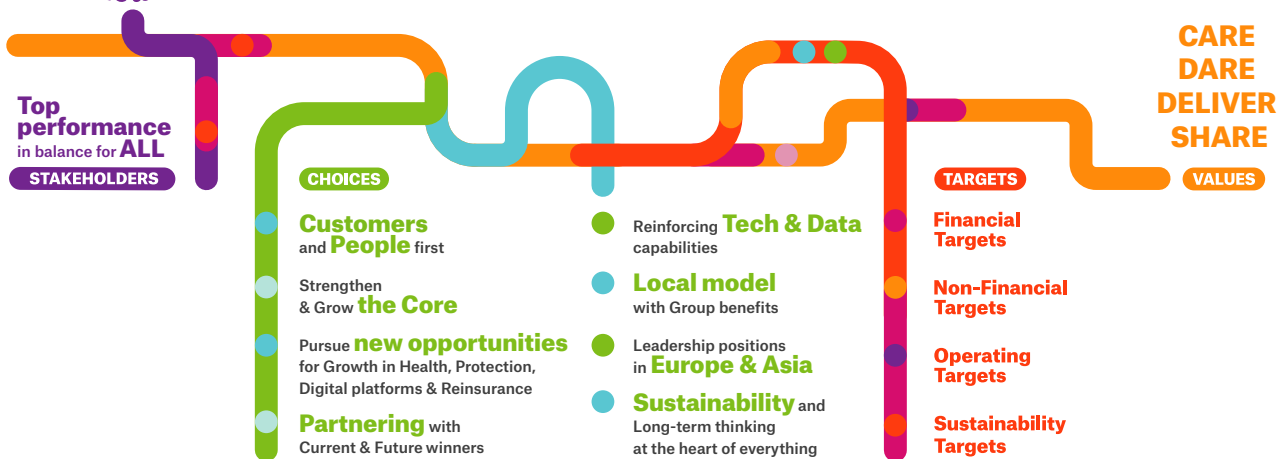 Top
performance
in balance for ALL
STAKEHOLDERS
CHOICES
Customers
and People first
Strengthen
& Grow the Core
Pursue new opportunities
for Growth in Health, Protection,
Digital platforms & Reinsurance
Partnering with
Current & Future winners
Reinforcing Tech & Data
capabilities
Local model
with Group benefits
Leadership positions
in Europe & Asia
Sustainability and
Long-term thinking
at the heart of everything
TARGETS
Financial
Targets
Non-Financial
Targets
Operating
Targets
Sustainability
Targets
CARE
DARE
DELIVER
SHARE
VALUES